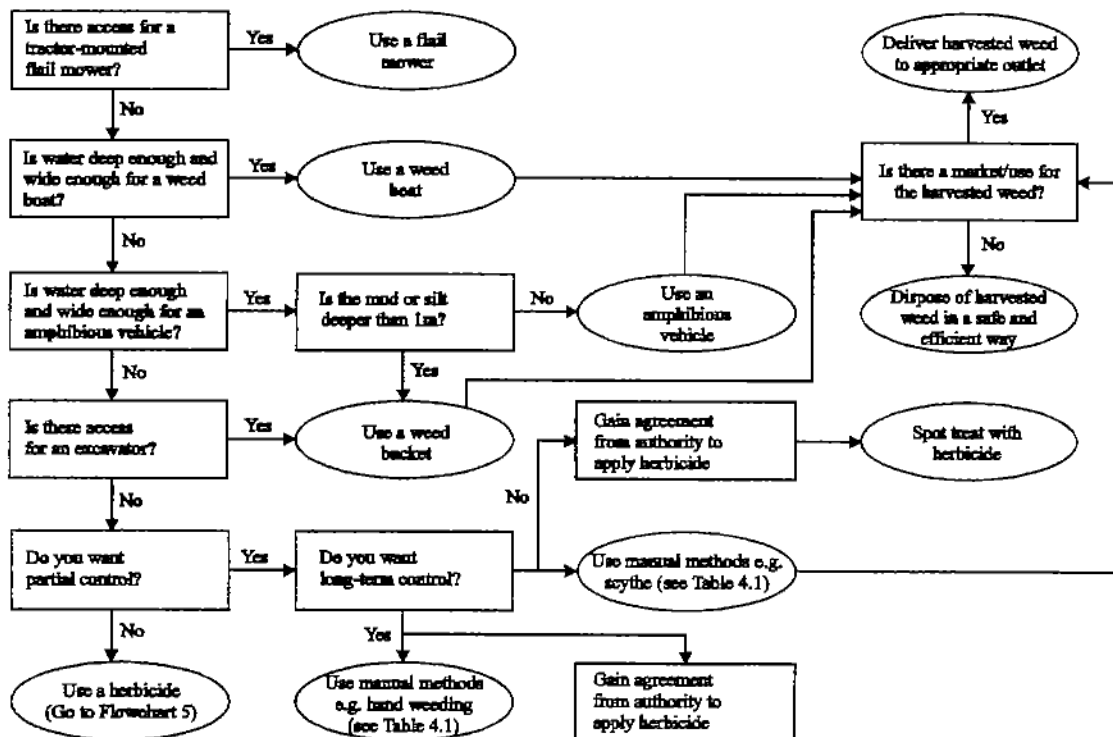 Is there access for a
tractor-mounted
flail mower?
Yes
Use a flail
mower
Deliver harvested weed
to appropriate outlet
No
Yes
Is water deep enough and
wide enough for a weed
boat?
Yes
Use a weed
boat
Is there a market/use for
the harvested weed?
No
No
Is water deep enough
and wide enough for an
amphibious vehicle?
Yes
Is the mud or silt
deeper than 1m?
No
Use an
amphibious
vehicle
Dispose of harvested
weed in a safe and
efficient way
No
Yes
Is there access
for an excavator?
Yes
Use a weed
bucket
Gain agreement
from authority to
apply herbicide
Spot treat with
herbicide
No
No
Do you want
partial control?
Yes
Do you want
long-term control?
Use manual methods e.g.
scythe (see Table 4.1)
No
Yes
Use a herbicide
(Go to Flowchart 5)
Use manual methods
e.g. hand weeding
(see Table 4.1)
Gain agreement
from authority to
apply herbicide